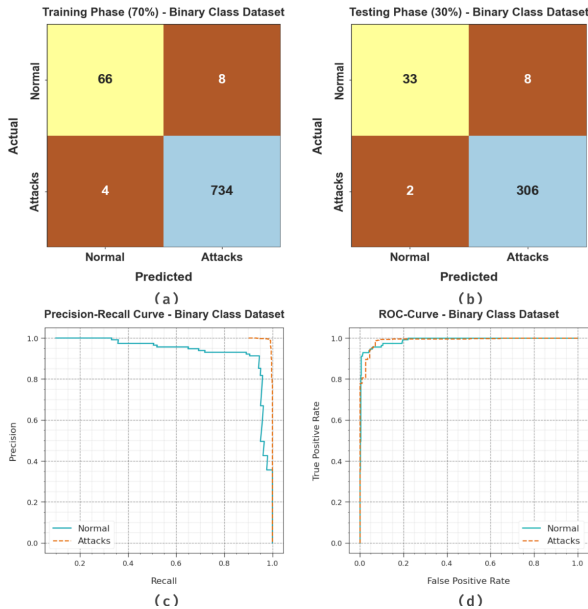 Training Phase (70%) - Binary Class Dataset
Actual
Normal
Attacks
66
8
4
734
Normal
Attacks
Predicted
(a)
Testing Phase (30%) - Binary Class Dataset
Actual
Normal
Attacks
33
8
2
306
Normal
Attacks
Predicted
(b)
Precision-Recall Curve - Binary Class Dataset
Precision
1.0
0.8
0.6
0.4
0.2
0.0
Normal
Attacks
0.0 0.2 0.4 0.6 0.8 1.0
Recall
(c)
ROC-Curve - Binary Class Dataset
True Positive Rate
1.0
0.8
0.6
0.4
0.2
0.0
Normal
Attacks
0.0 0.2 0.4 0.6 0.8 1.0
False Positive Rate
(d)